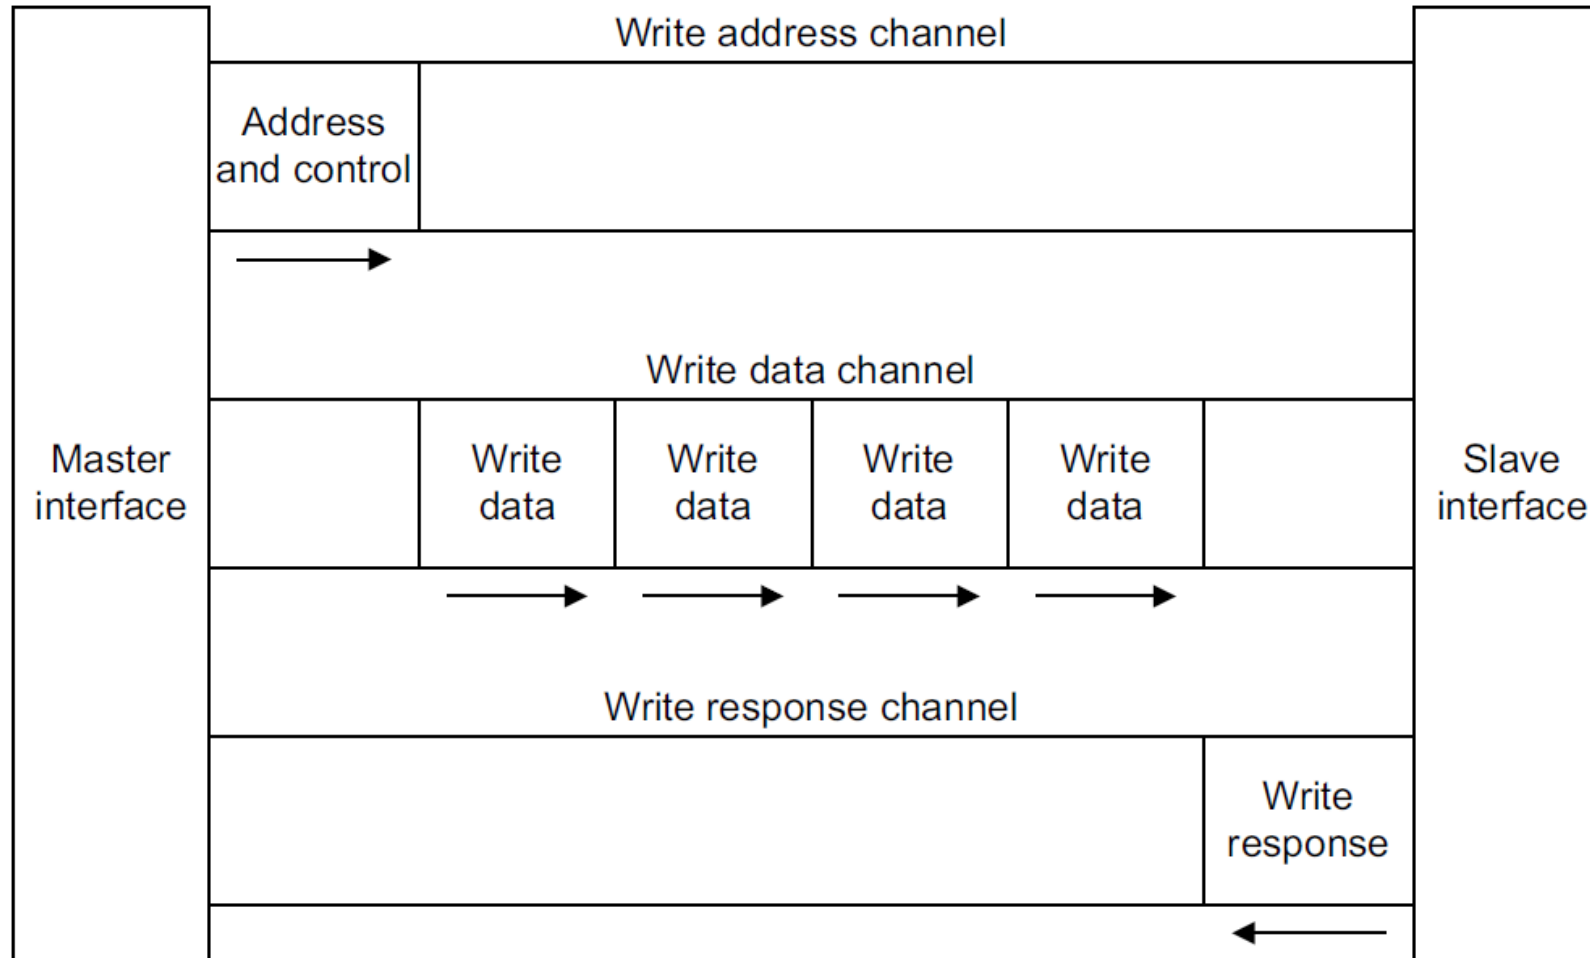 Write address channel
Address
and control
Write data channel
Master
interface
Write
data
Write
data
Write
data
Write
data
Slave
interface
Write response channel
Write
response